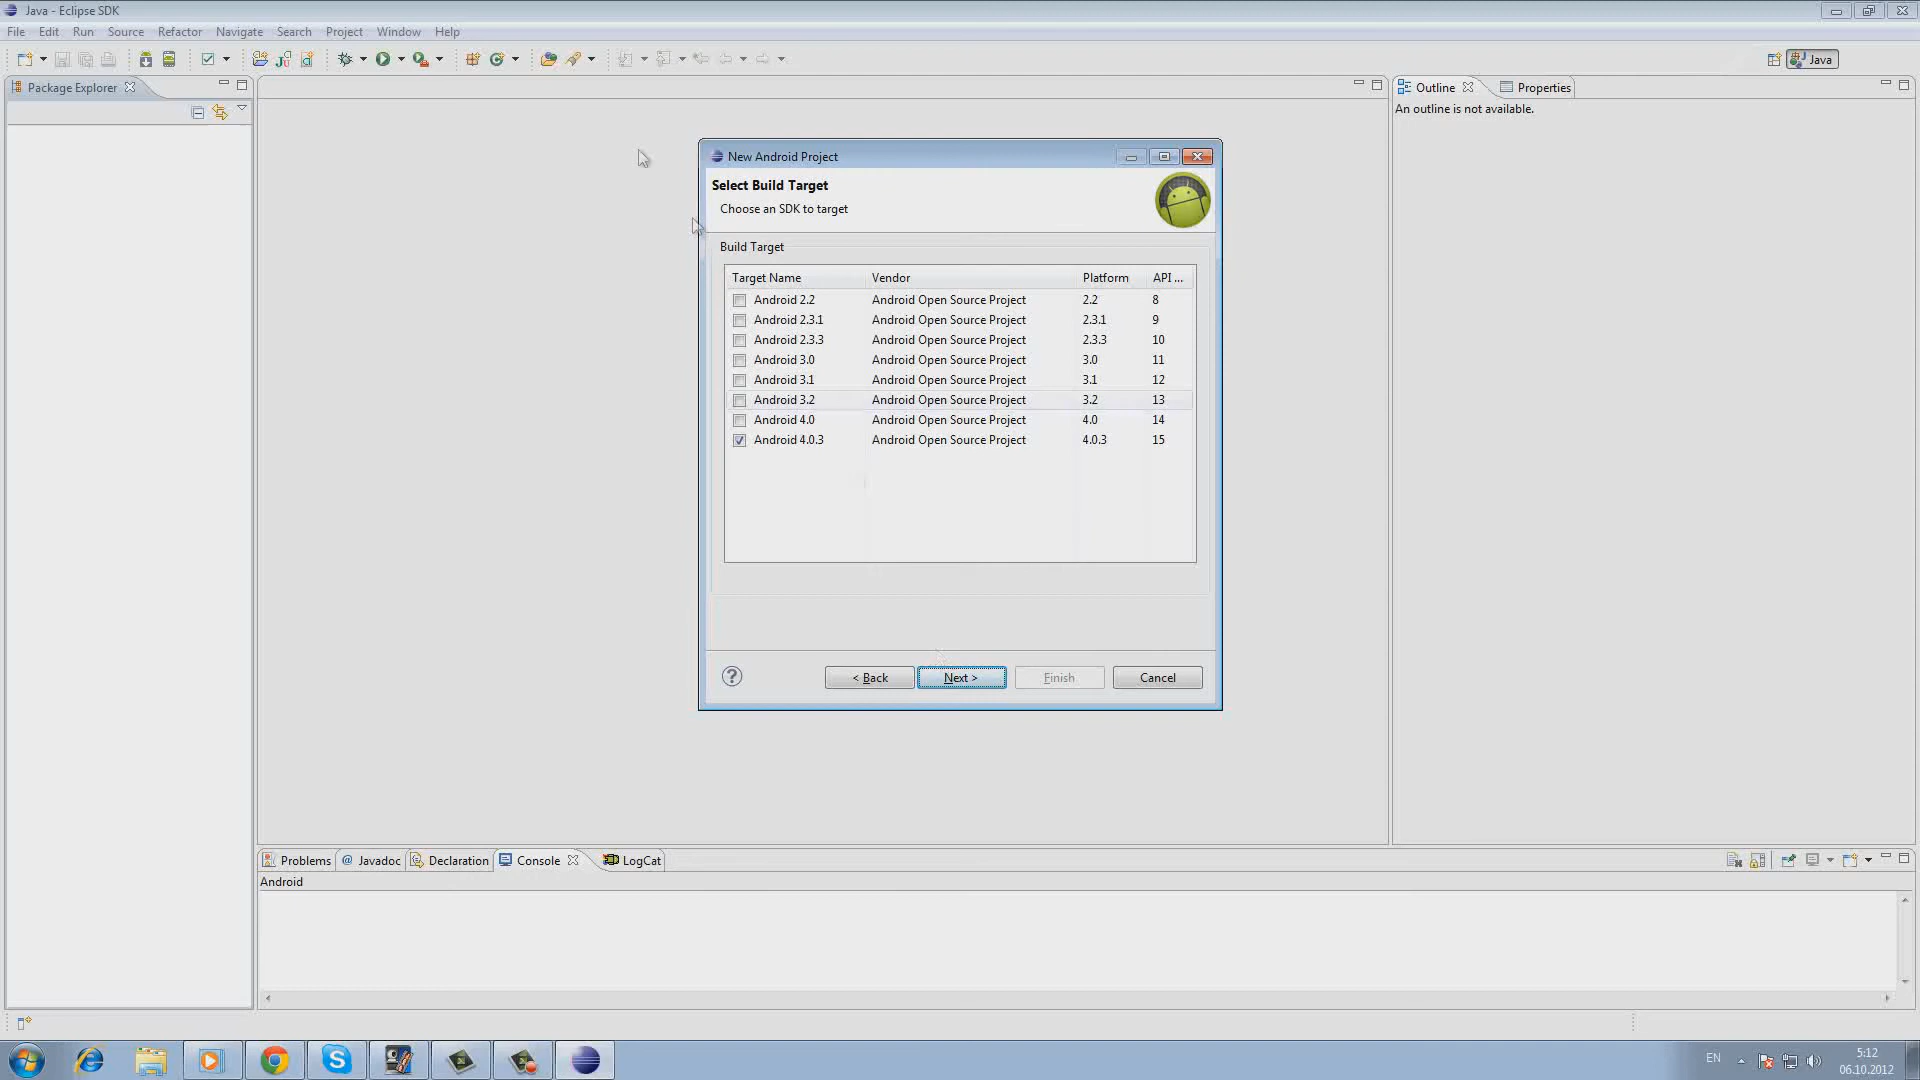 Java - Eclipse SDK
File Edit Run Source Refactor Navigate Search Project Window Help
Java
Package Explorer
Outline Properties
An outline is not available.
New Android Project
Select Build Target
Choose an SDK to target
Build Target
Target Name Vendor Platform API ...
Android 2.2 Android Open Source Project 2.2 8
Android 2.3.1 Android Open Source Project 2.3.1 9
Android 2.3.3 Android Open Source Project 2.3.3 10
Android 3.0 Android Open Source Project 3.0 11
Android 3.1 Android Open Source Project 3.1 12
Android 3.2 Android Open Source Project 3.2 13
Android 4.0 Android Open Source Project 4.0 14
Android 4.0.3 Android Open Source Project 4.0.3 15
? < Back Next > Finish Cancel
Problems @ Javadoc Declaration Console LogCat
Android
EN
5:12
06.10.2012